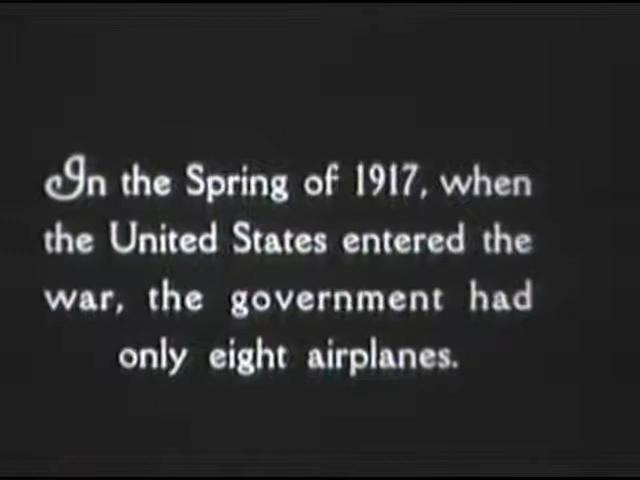 In the Spring of 1917, when
the United States entered the
war, the government had
only eight airplanes.